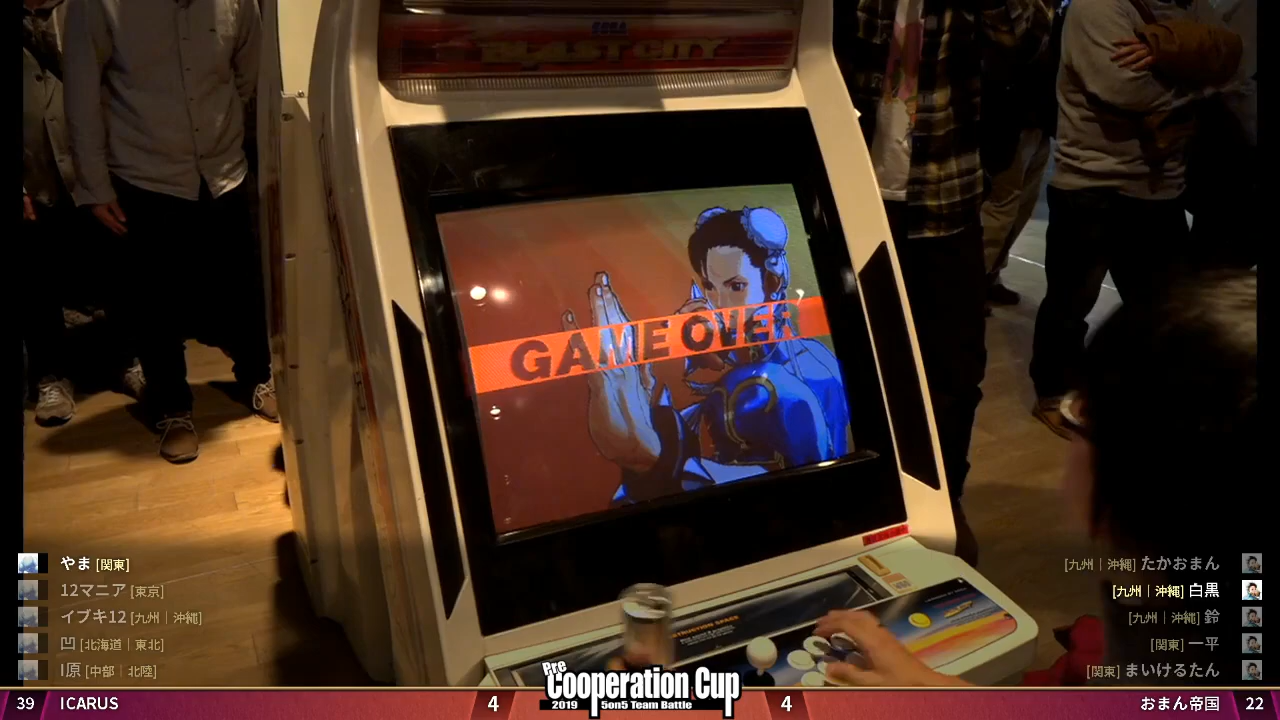 SEGA
BLAST CITY
GAME OVER
やま [関東]
12マニア [東京]
イブキ12 [九州｜沖縄]
凹 [北海道｜東北]
I原 [中部｜北陸]
[九州｜沖縄] たかおまん
[九州｜沖縄] 白黒
[九州｜沖縄] 鈴
[関東] 一平
[関東] まいけるたん
Pre
Cooperation Cup
2019 5on5 Team Battle
39 ICARUS 4
4 おまん帝国 22